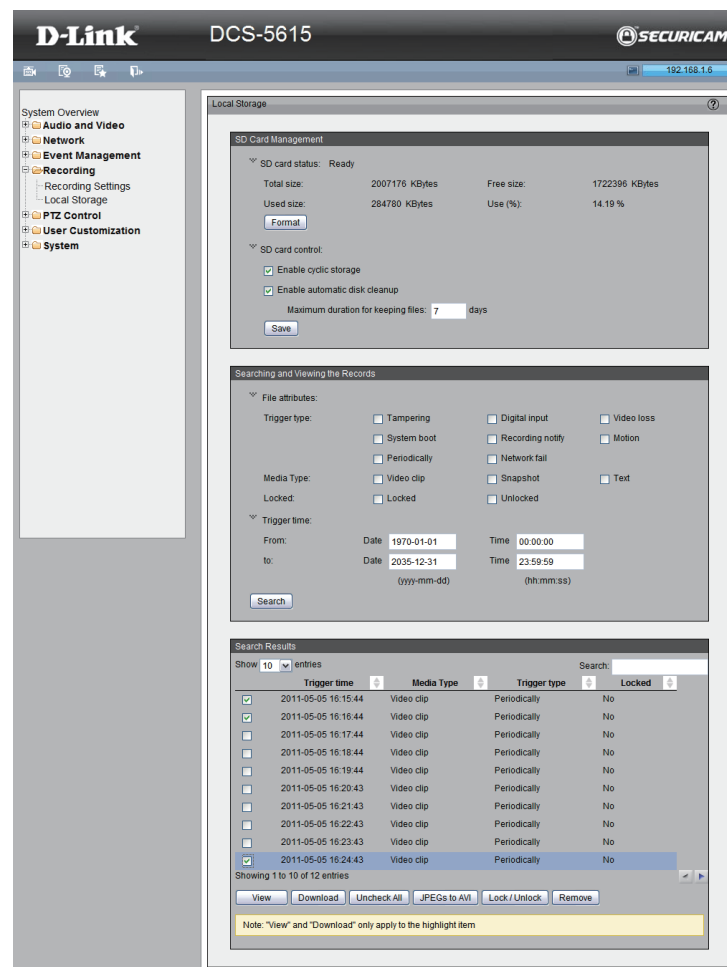 D-Link DCS-5615 SECURICAM
192.168.1.6
System Overview
Audio and Video
Network
Event Management
Recording
Recording Settings
Local Storage
PTZ Control
User Customization
System
Local Storage ?
SD Card Management
SD card status: Ready
Total size: 2007176 KBytes Free size: 1722396 KBytes
Used size: 284780 KBytes Use (%): 14.19 %
Format
SD card control:
Enable cyclic storage
Enable automatic disk cleanup
Maximum duration for keeping files: 7 days
Save
Searching and Viewing the Records
File attributes:
Trigger type: Tampering Digital input Video loss
System boot Recording notify Motion
Periodically Network fail
Media Type: Video clip Snapshot Text
Locked: Locked Unlocked
Trigger time:
From: Date 1970-01-01 Time 00:00:00
to: Date 2035-12-31 Time 23:59:59
(yyyy-mm-dd) (hh:mm:ss)
Search
Search Results
Show 10 entries Search:
Trigger time Media Type Trigger type Locked
2011-05-05 16:15:44 Video clip Periodically No
2011-05-05 16:16:44 Video clip Periodically No
2011-05-05 16:17:44 Video clip Periodically No
2011-05-05 16:18:44 Video clip Periodically No
2011-05-05 16:19:44 Video clip Periodically No
2011-05-05 16:20:43 Video clip Periodically No
2011-05-05 16:21:43 Video clip Periodically No
2011-05-05 16:22:43 Video clip Periodically No
2011-05-05 16:23:43 Video clip Periodically No
2011-05-05 16:24:43 Video clip Periodically No
Showing 1 to 10 of 12 entries
View Download Uncheck All JPEGs to AVI Lock / Unlock Remove
Note: "View" and "Download" only apply to the highlight item